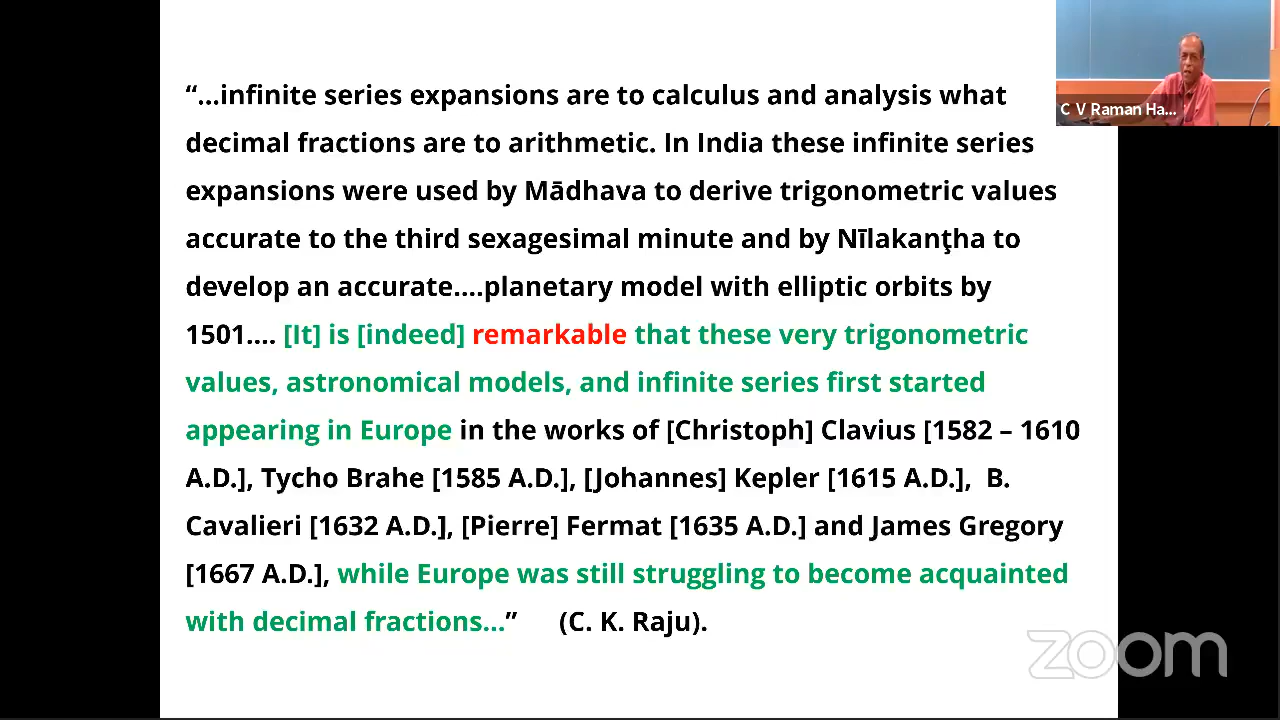 “...infinite series expansions are to calculus and analysis what
decimal fractions are to arithmetic. In India these infinite series
expansions were used by Mādhava to derive trigonometric values
accurate to the third sexagesimal minute and by Nīlakanţha to
develop an accurate....planetary model with elliptic orbits by
1501.... [It] is [indeed] remarkable that these very trigonometric
values, astronomical models, and infinite series first started
appearing in Europe in the works of [Christoph] Clavius [1582 – 1610
A.D.], Tycho Brahe [1585 A.D.], [Johannes] Kepler [1615 A.D.], B.
Cavalieri [1632 A.D.], [Pierre] Fermat [1635 A.D.] and James Gregory
[1667 A.D.], while Europe was still struggling to become acquainted
with decimal fractions...” (C. K. Raju).
C V Raman Ha...
zoom